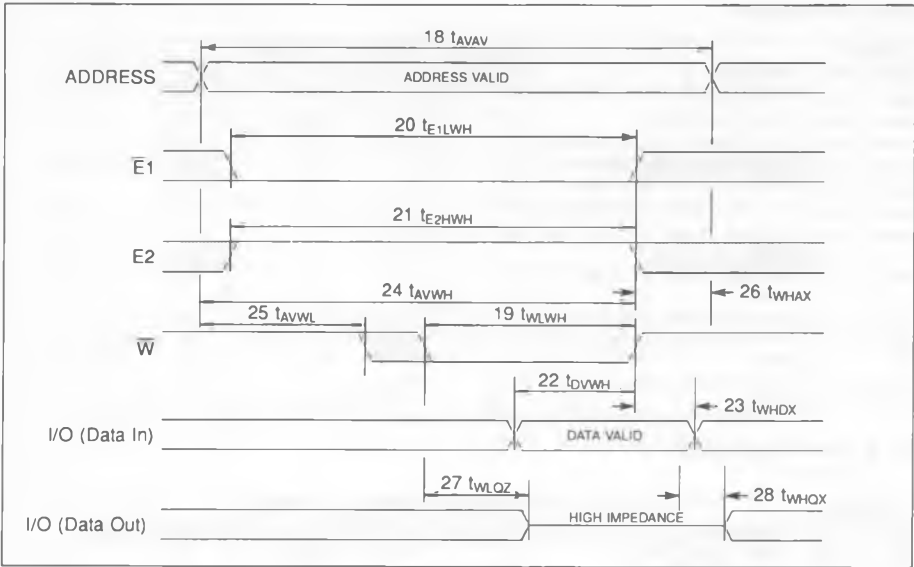 18 tAVAV
ADDRESS
ADDRESS VALID
20 tE1LWH
E1
21 tE2HWH
E2
24 tAVWH
26 tWHAX
25 tAVWL
19 tWLWH
W
22 tDVWH
23 tWHDX
I/O (Data In)
DATA VALID
27 tWLQZ
28 tWHQX
I/O (Data Out)
HIGH IMPEDANCE